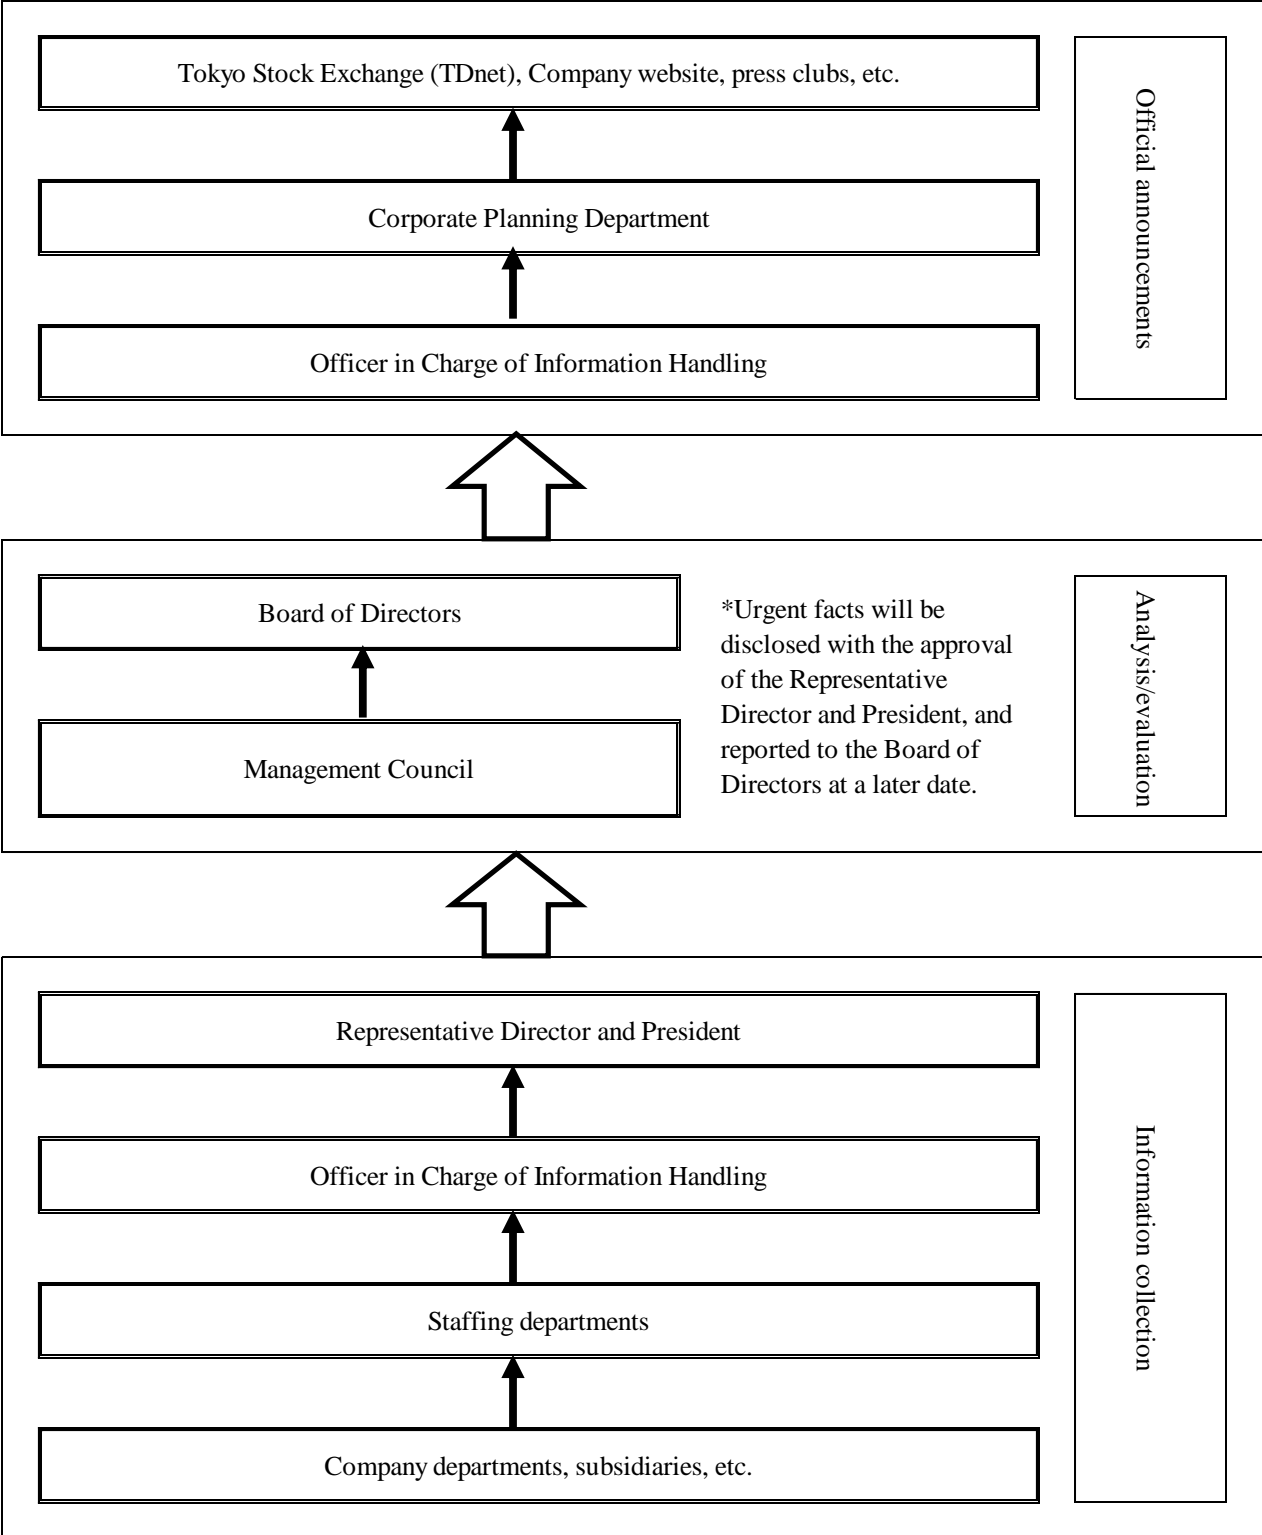 Tokyo Stock Exchange (TDnet), Company website, press clubs, etc.
Corporate Planning Department
Officer in Charge of Information Handling
Official announcements
Board of Directors
Management Council
*Urgent facts will be
disclosed with the approval
of the Representative
Director and President, and
reported to the Board of
Directors at a later date.
Analysis/evaluation
Representative Director and President
Officer in Charge of Information Handling
Staffing departments
Company departments, subsidiaries, etc.
Information collection